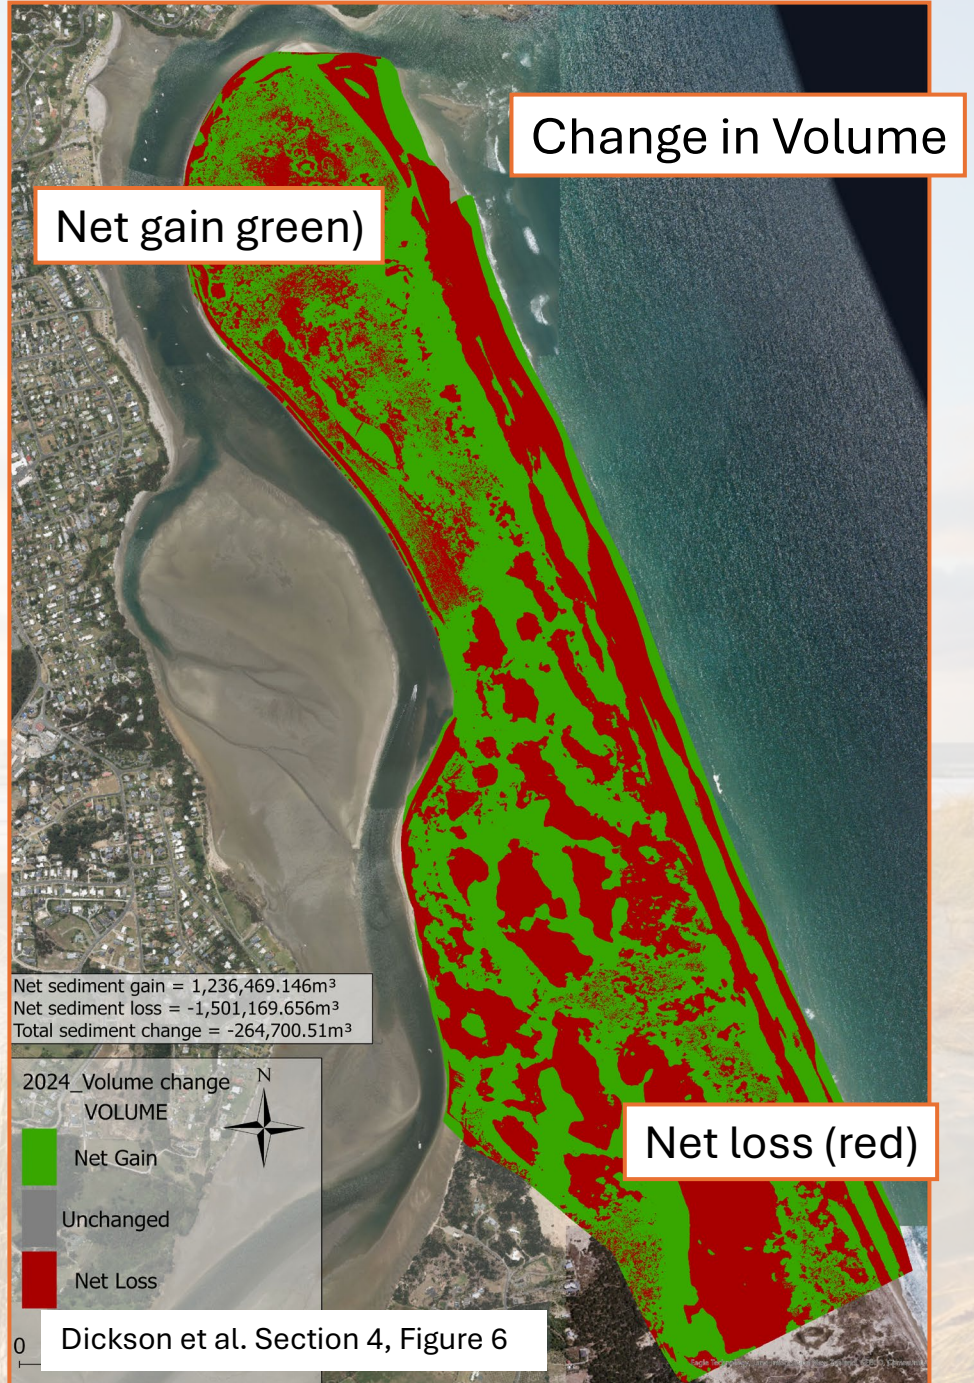 Change in Volume
Net gain green)
Net sediment gain = 1,236,469.146m³
Net sediment loss = -1,501,169.656m³
Total sediment change = -264,700.51m³
2024_Volume change
VOLUME
N
Net Gain
Unchanged
Net Loss
Net loss (red)
0
Dickson et al. Section 4, Figure 6